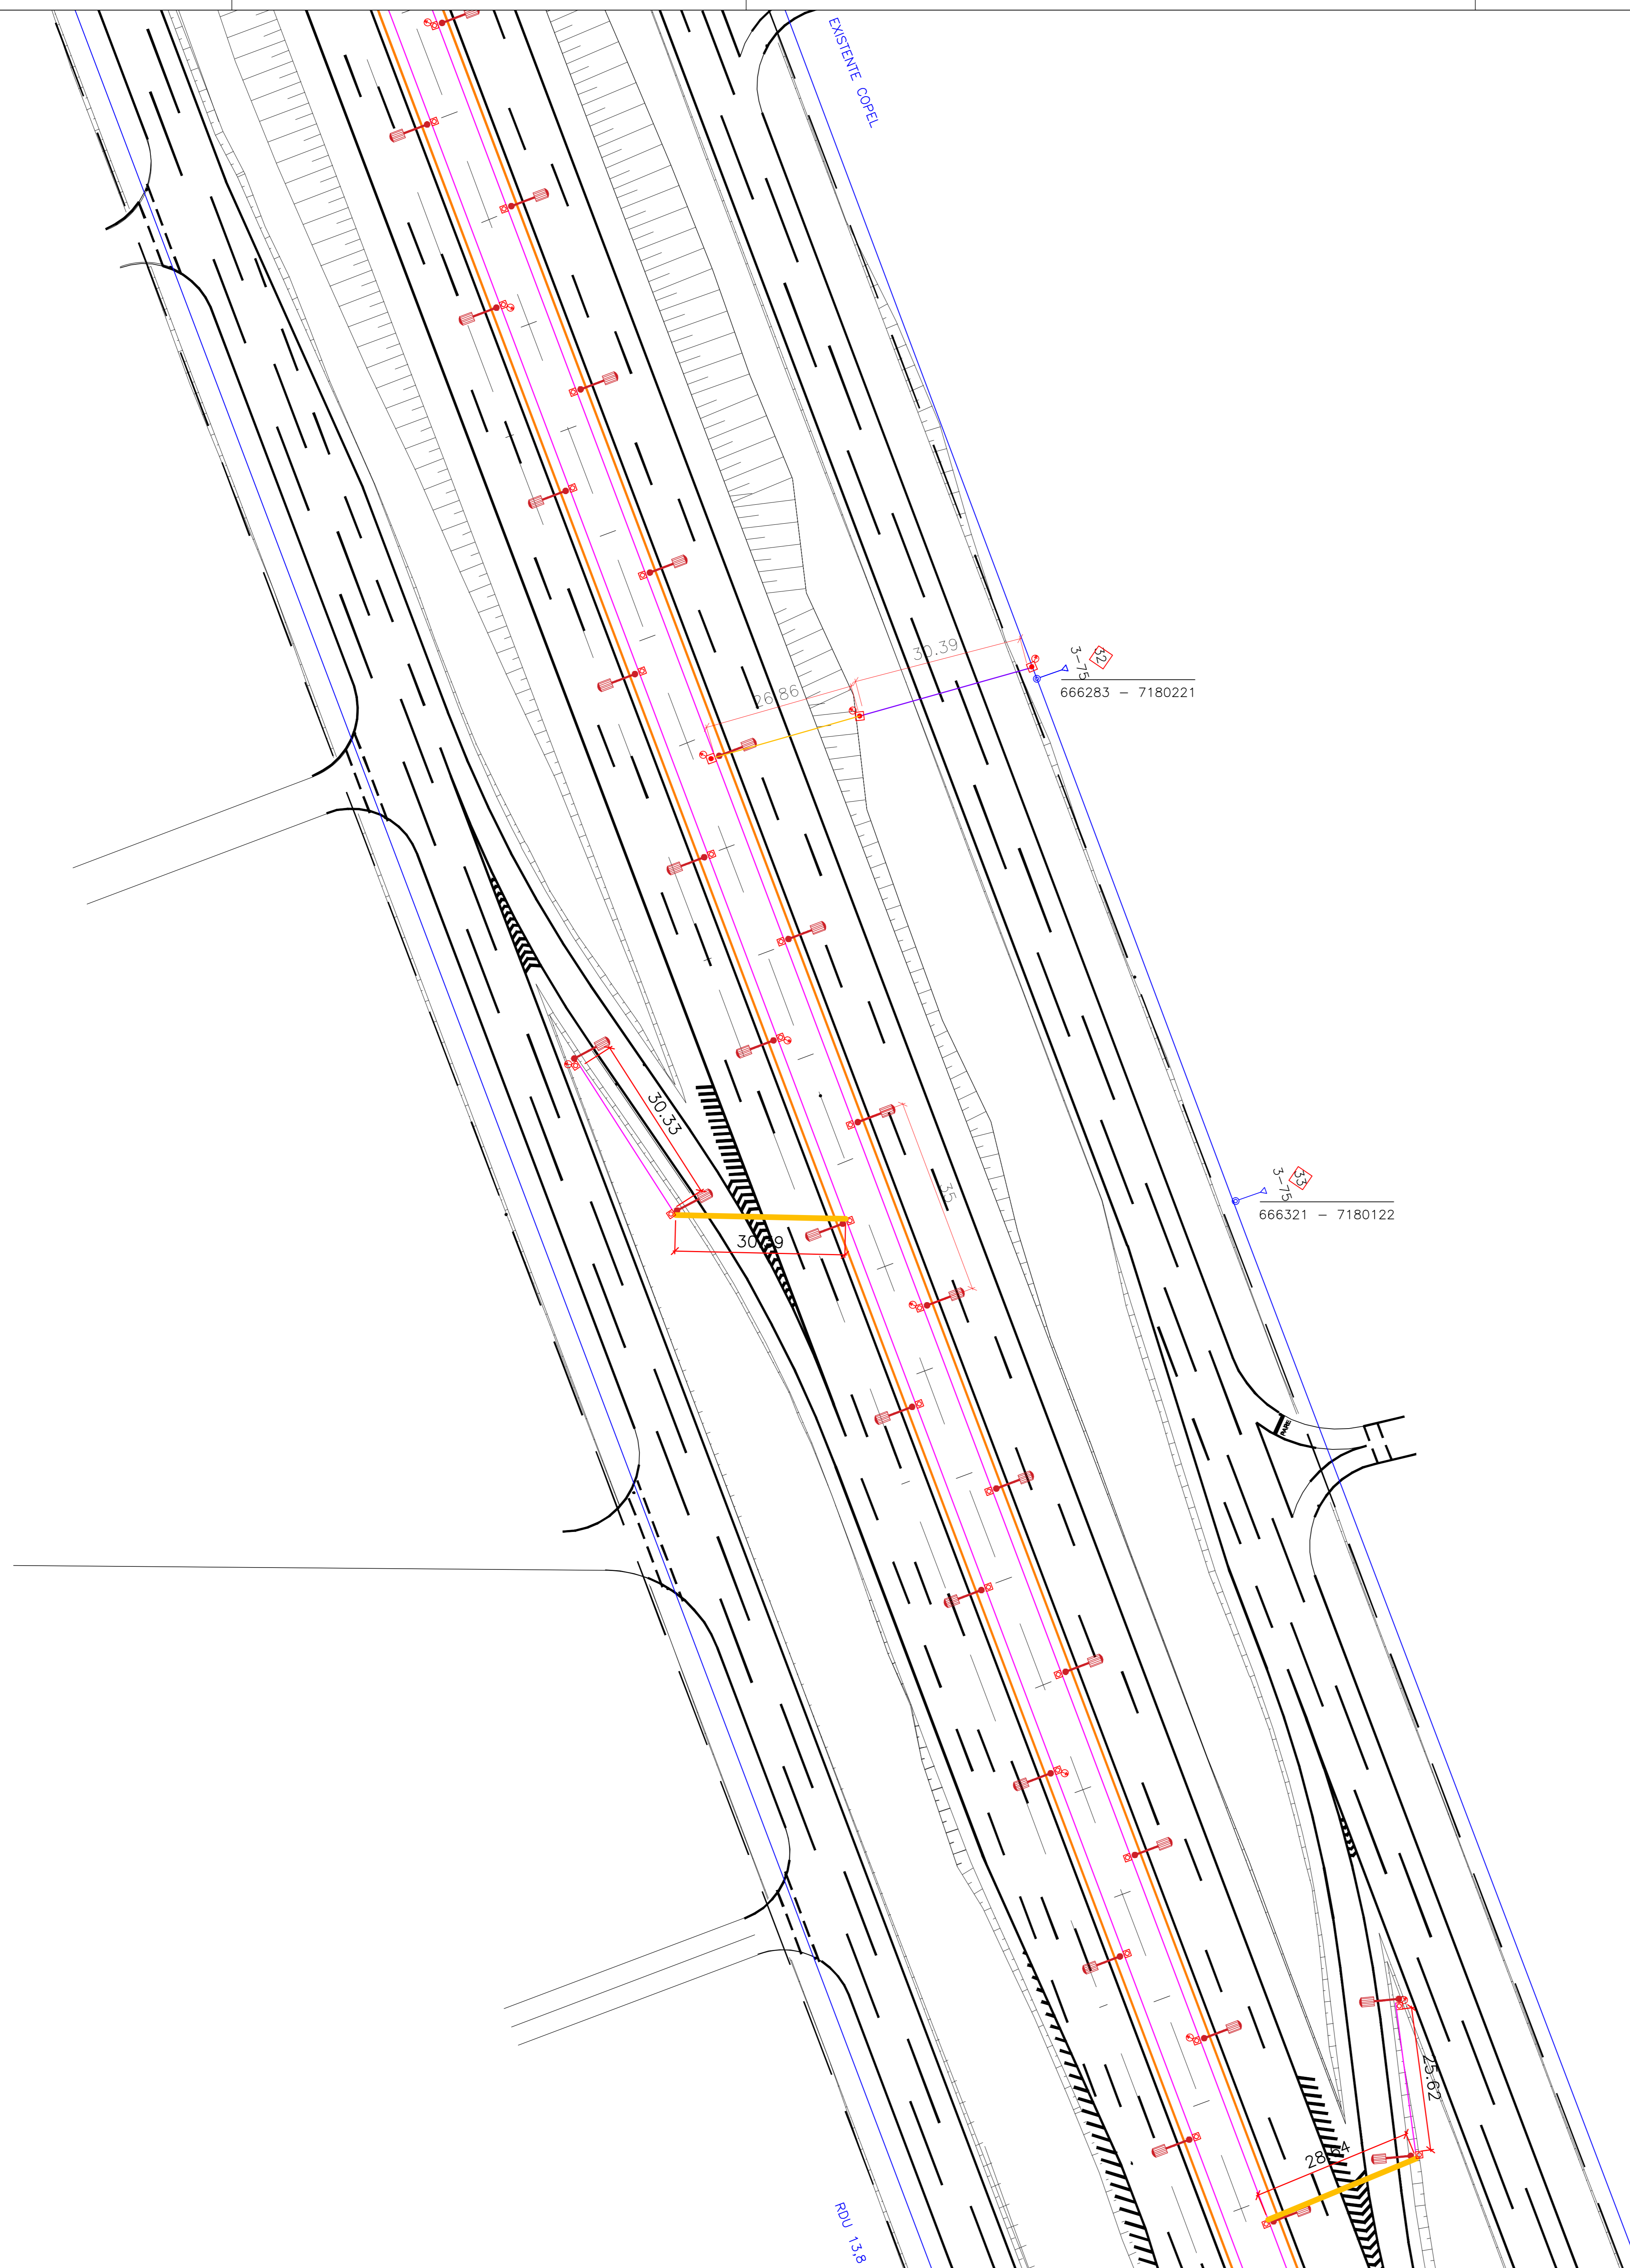 EXISTENTE COPEL
30.39
26.86
32
3-75
666283 - 7180221
30.33
35
33
3-75
666321 - 7180122
PARE
25.62
RDU 13,8